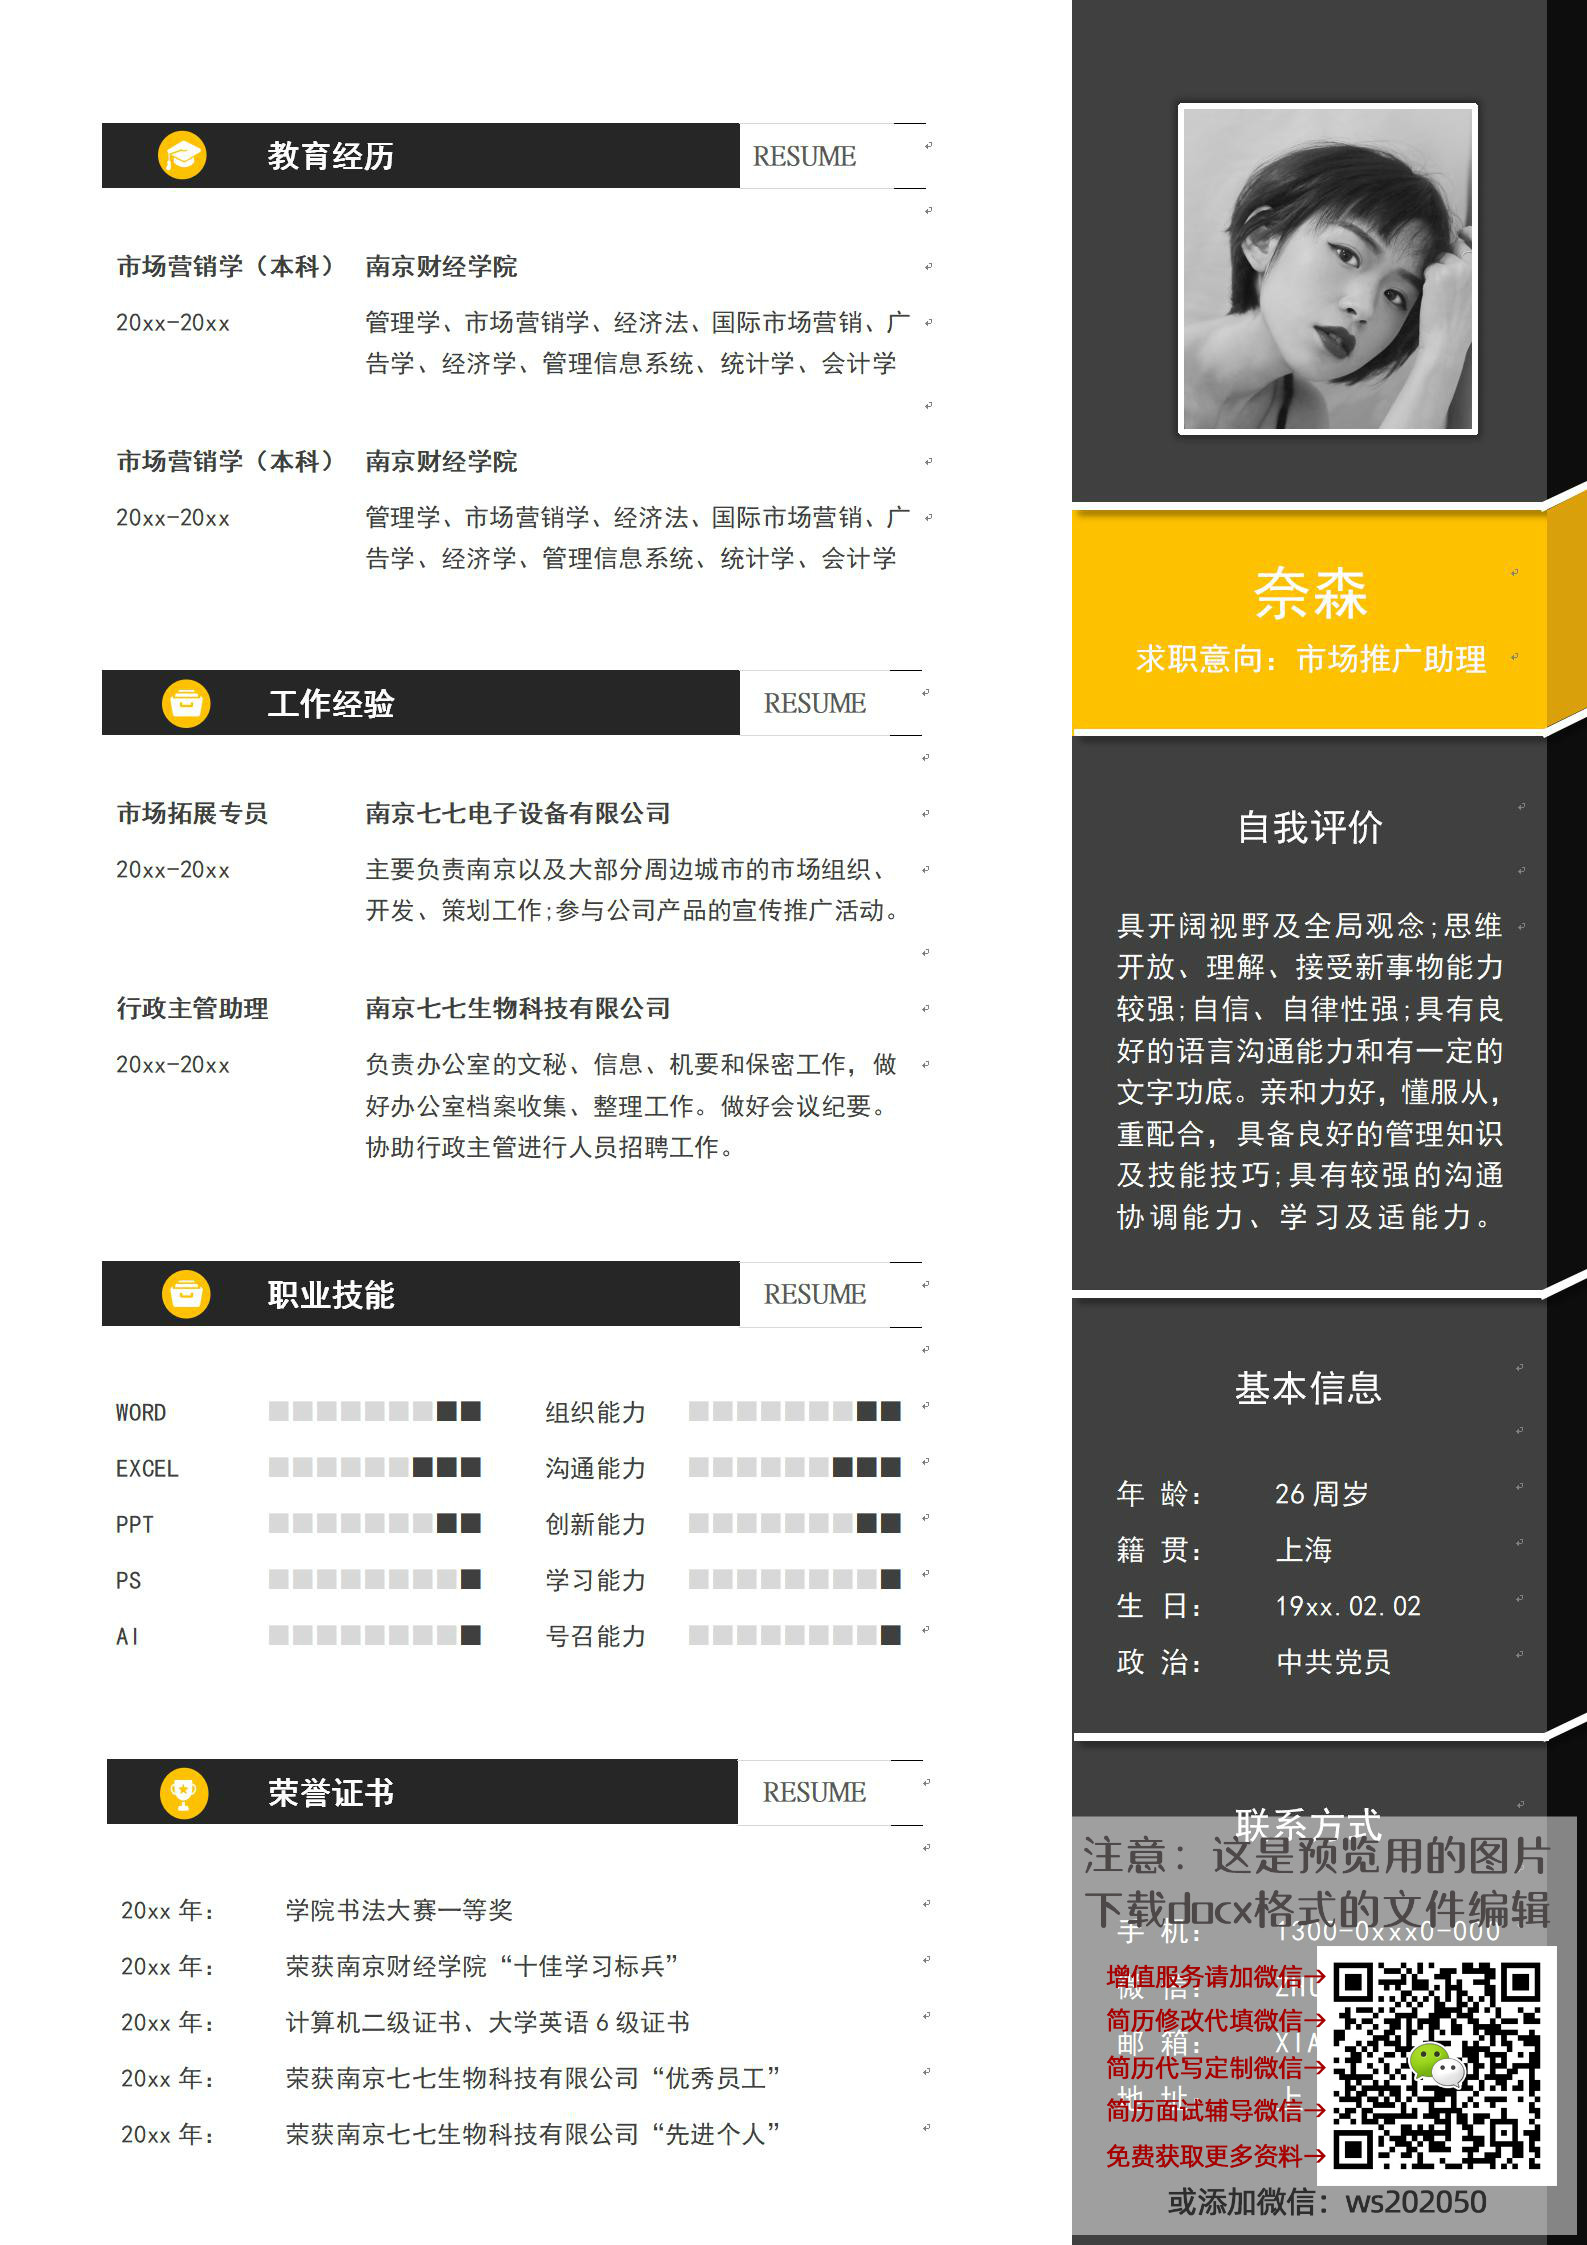 教育经历
RESUME
市场营销学（本科） 南京财经学院
20xx-20xx 管理学、市场营销学、经济法、国际市场营销、广
告学、经济学、管理信息系统、统计学、会计学
市场营销学（本科） 南京财经学院
20xx-20xx 管理学、市场营销学、经济法、国际市场营销、广
告学、经济学、管理信息系统、统计学、会计学
工作经验
RESUME
市场拓展专员 南京七七电子设备有限公司
20xx-20xx 主要负责南京以及大部分周边城市的市场组织、
开发、策划工作;参与公司产品的宣传推广活动。
行政主管助理 南京七七生物科技有限公司
20xx-20xx 负责办公室的文秘、信息、机要和保密工作，做
好办公室档案收集、整理工作。做好会议纪要。
协助行政主管进行人员招聘工作。
职业技能
RESUME
WORD 组织能力
EXCEL 沟通能力
PPT 创新能力
PS 学习能力
AI 号召能力
荣誉证书
RESUME
20xx 年： 学院书法大赛一等奖
20xx 年： 荣获南京财经学院“十佳学习标兵”
20xx 年： 计算机二级证书、大学英语 6 级证书
20xx 年： 荣获南京七七生物科技有限公司“优秀员工”
20xx 年： 荣获南京七七生物科技有限公司“先进个人”
奈森
求职意向：市场推广助理
自我评价
具开阔视野及全局观念;思维
开放、理解、接受新事物能力
较强;自信、自律性强;具有良
好的语言沟通能力和有一定的
文字功底。亲和力好，懂服从，
重配合，具备良好的管理知识
及技能技巧;具有较强的沟通
协调能力、学习及适能力。
基本信息
年 龄： 26 周岁
籍 贯： 上海
生 日： 19xx.02.02
政 治： 中共党员
联系方式
注意：这是预览用的图片
下载docx格式的文件编辑
手 机： 1300-0xxx0-000
微 信： ZHU
增值服务请加微信→
简历修改代填微信→
邮 箱： XIA
简历代写定制微信→
地 址： 上
简历面试辅导微信→
免费获取更多资料→
或添加微信：ws202050